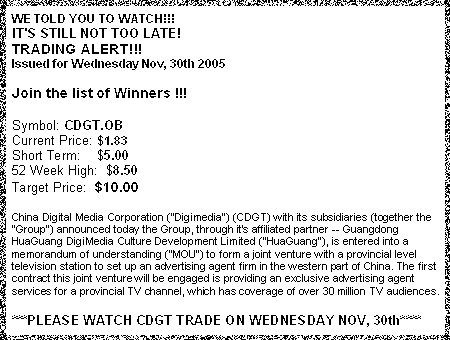 WE TOLD YOU TO WATCH!!!
IT'S STILL NOT TOO LATE!
TRADING ALERT!!!
Issued for Wednesday Nov, 30th 2005
Join the list of Winners !!!
Symbol: CDGT.OB
Current Price: $1.83
Short Term: $5.00
52 Week High: $8.50
Target Price: $10.00
China Digital Media Corporation ("Digimedia") (CDGT) with its subsidiaries (together the
"Group") announced today the Group, through it's affiliated partner -- Guangdong
HuaGuang DigiMedia Culture Development Limited ("HuaGuang"), is entered into a
memorandum of understanding ("MOU") to form a joint venture with a provincial level
television station to set up an advertising agent firm in the western part of China. The first
contract this joint venture will be engaged is providing an exclusive advertising agent
services for a provincial TV channel, which has coverage of over 30 million TV audiences.
""""PLEASE WATCH CDGT TRADE ON WEDNESDAY NOV, 30th""""